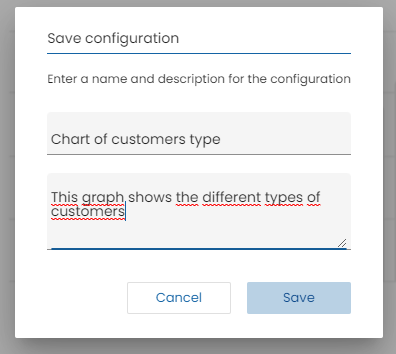 Save configuration
Enter a name and description for the configuration
Chart of customers type
This graph shows the different types of
customers
Cancel
Save